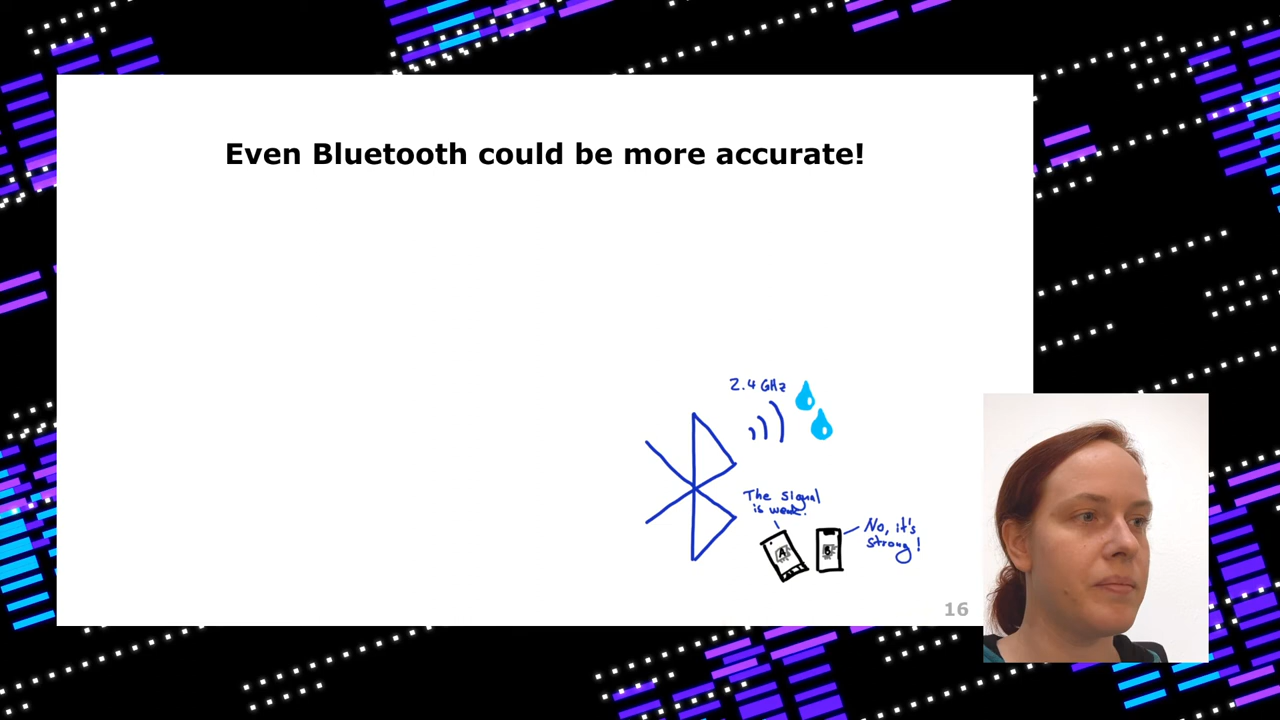 Even Bluetooth could be more accurate!
2.4 GHz
The signal
is weak.
No, it's
strong!
A
B
16